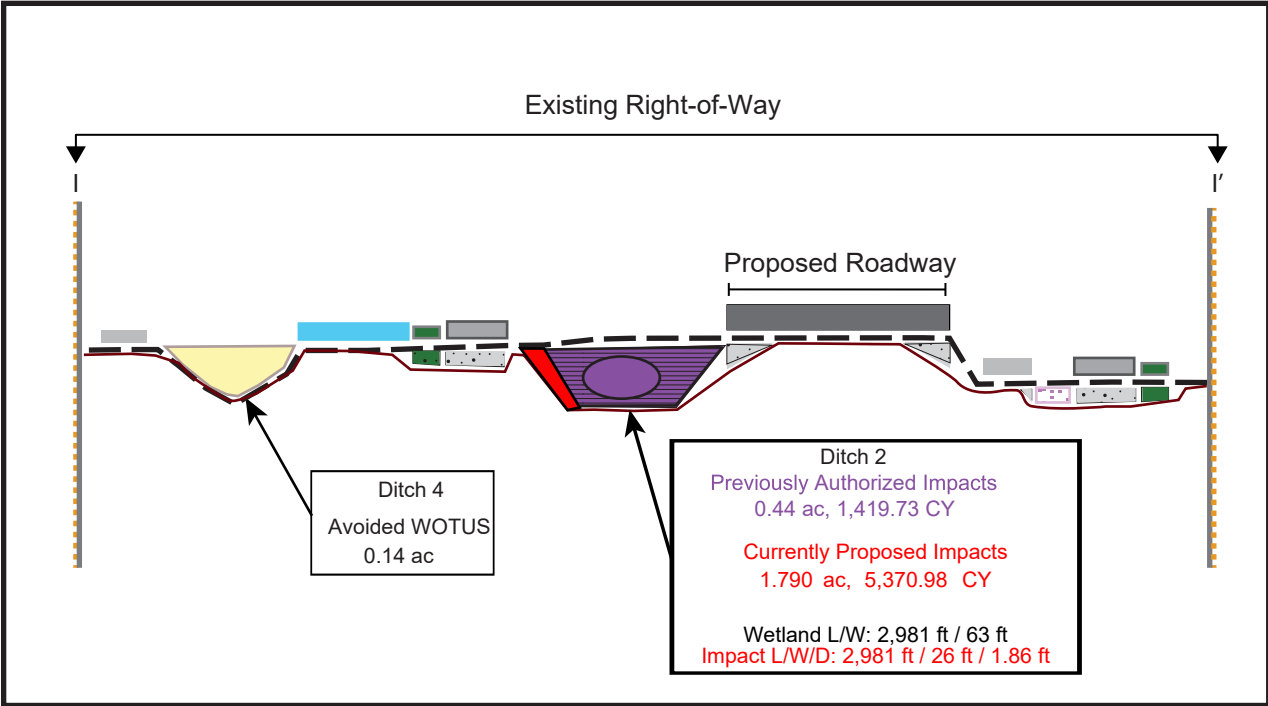 Existing Right-of-Way
I
I’
Proposed Roadway
Ditch 4
Avoided WOTUS
0.14 ac
Ditch 2
Previously Authorized Impacts
0.44 ac, 1,419.73 CY
Currently Proposed Impacts
1.790 ac, 5,370.98 CY
Wetland L/W: 2,981 ft / 63 ft
Impact L/W/D: 2,981 ft / 26 ft / 1.86 ft